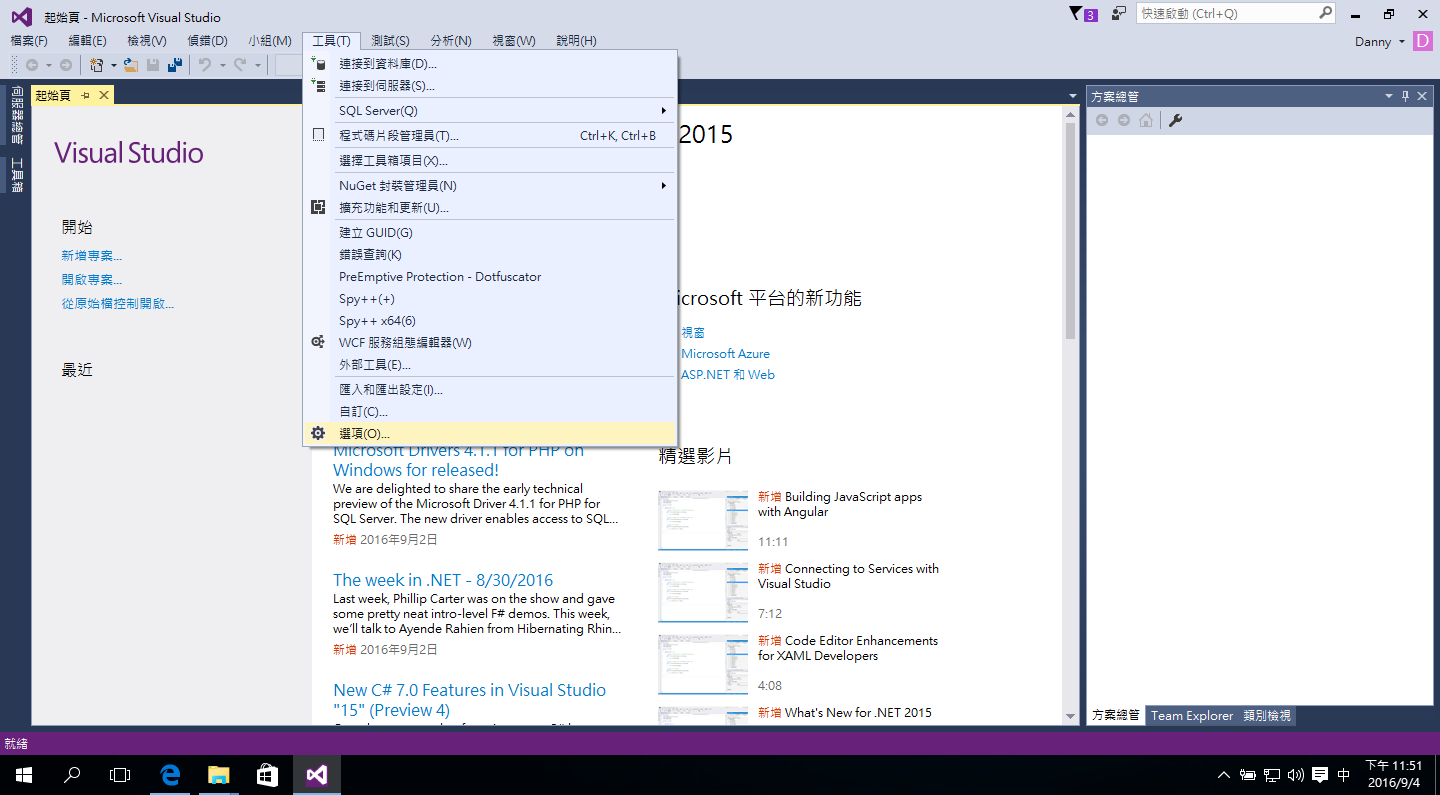 起始頁 - Microsoft Visual Studio
3
快速啟動 (Ctrl+Q)
檔案(F) 編輯(E) 檢視(V) 偵錯(D) 小組(M) 工具(T) 測試(S) 分析(N) 視窗(W) 說明(H)
Danny
D
伺服器總管
工具箱
起始頁
Visual Studio
開始
新增專案...
開啟專案...
從原始檔控制開啟...
最近
連接到資料庫(D)...
連接到伺服器(S)...
SQL Server(Q)
程式碼片段管理員(T)... Ctrl+K, Ctrl+B
選擇工具箱項目(X)...
NuGet 封裝管理員(N)
擴充功能和更新(U)...
建立 GUID(G)
錯誤查詢(K)
PreEmptive Protection - Dotfuscator
Spy++(+)
Spy++ x64(6)
WCF 服務組態編輯器(W)
外部工具(E)...
匯入和匯出設定(I)...
自訂(C)...
選項(O)...
Microsoft Drivers 4.1.1 for PHP on
Windows for released!
We are delighted to share the early technical
preview of the Microsoft Driver 4.1.1 for PHP for
SQL Server. The new driver enables access to SQL...
新增 2016年9月2日
The week in .NET - 8/30/2016
Last week, Phillip Carter was on the show and gave
some pretty neat intro-level F# demos. This week,
we'll talk to Ayende Rahien from Hibernating Rhin...
新增 2016年9月2日
New C# 7.0 Features in Visual Studio
"15" (Preview 4)
2015
icrosoft 平台的新功能
視窗
Microsoft Azure
ASP.NET 和 Web
精選影片
新增 Building JavaScript apps
with Angular
11:11
新增 Connecting to Services with
Visual Studio
7:12
新增 Code Editor Enhancements
for XAML Developers
4:08
新增 What's New for .NET 2015
方案總管
方案總管 Team Explorer 類別檢視
就緒
中
下午 11:51
2016/9/4